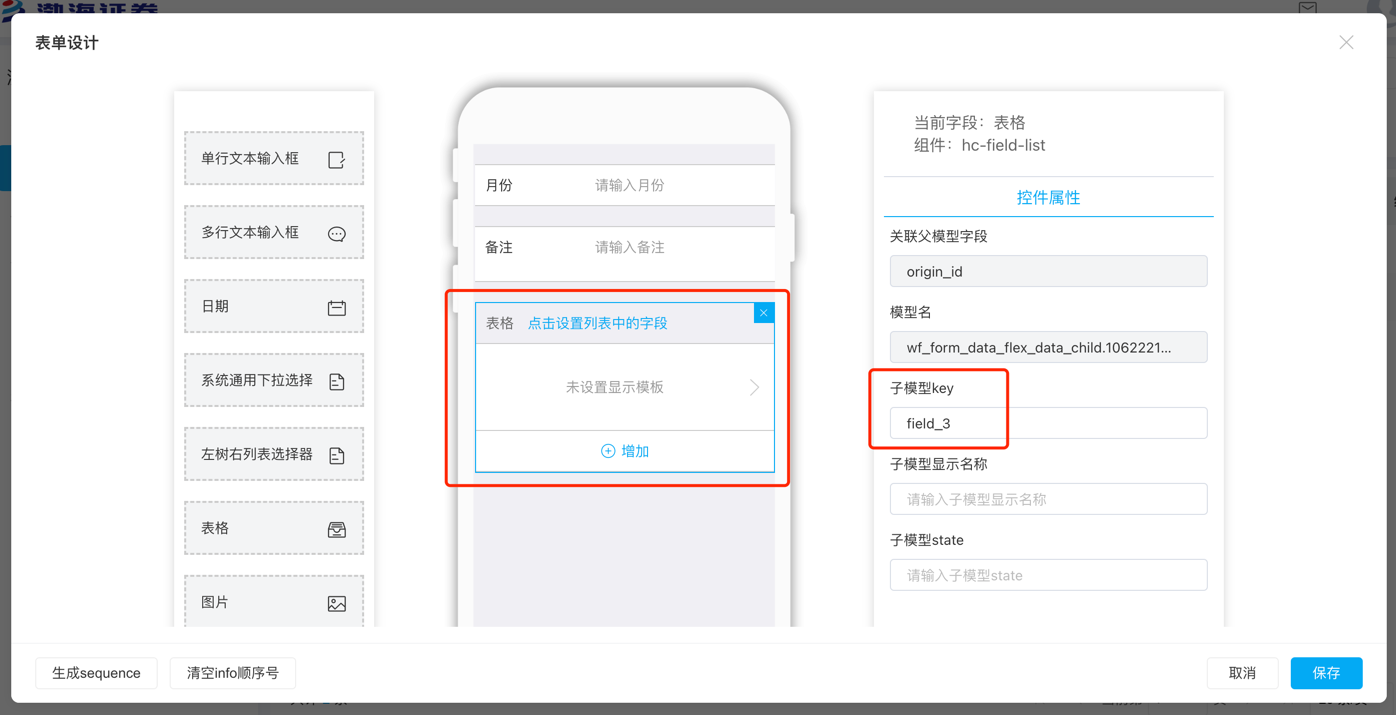 渤海证券
表单设计
单行文本输入框
多行文本输入框
日期
系统通用下拉选择
左树右列表选择器
表格
图片
月份 请输入月份
备注 请输入备注
表格 点击设置列表中的字段
未设置显示模板
增加
当前字段：表格
组件：hc-field-list
控件属性
关联父模型字段
origin_id
模型名
wf_form_data_flex_data_child.1062221...
子模型key
field_3
子模型显示名称
请输入子模型显示名称
子模型state
请输入子模型state
生成sequence 清空info顺序号 取消 保存